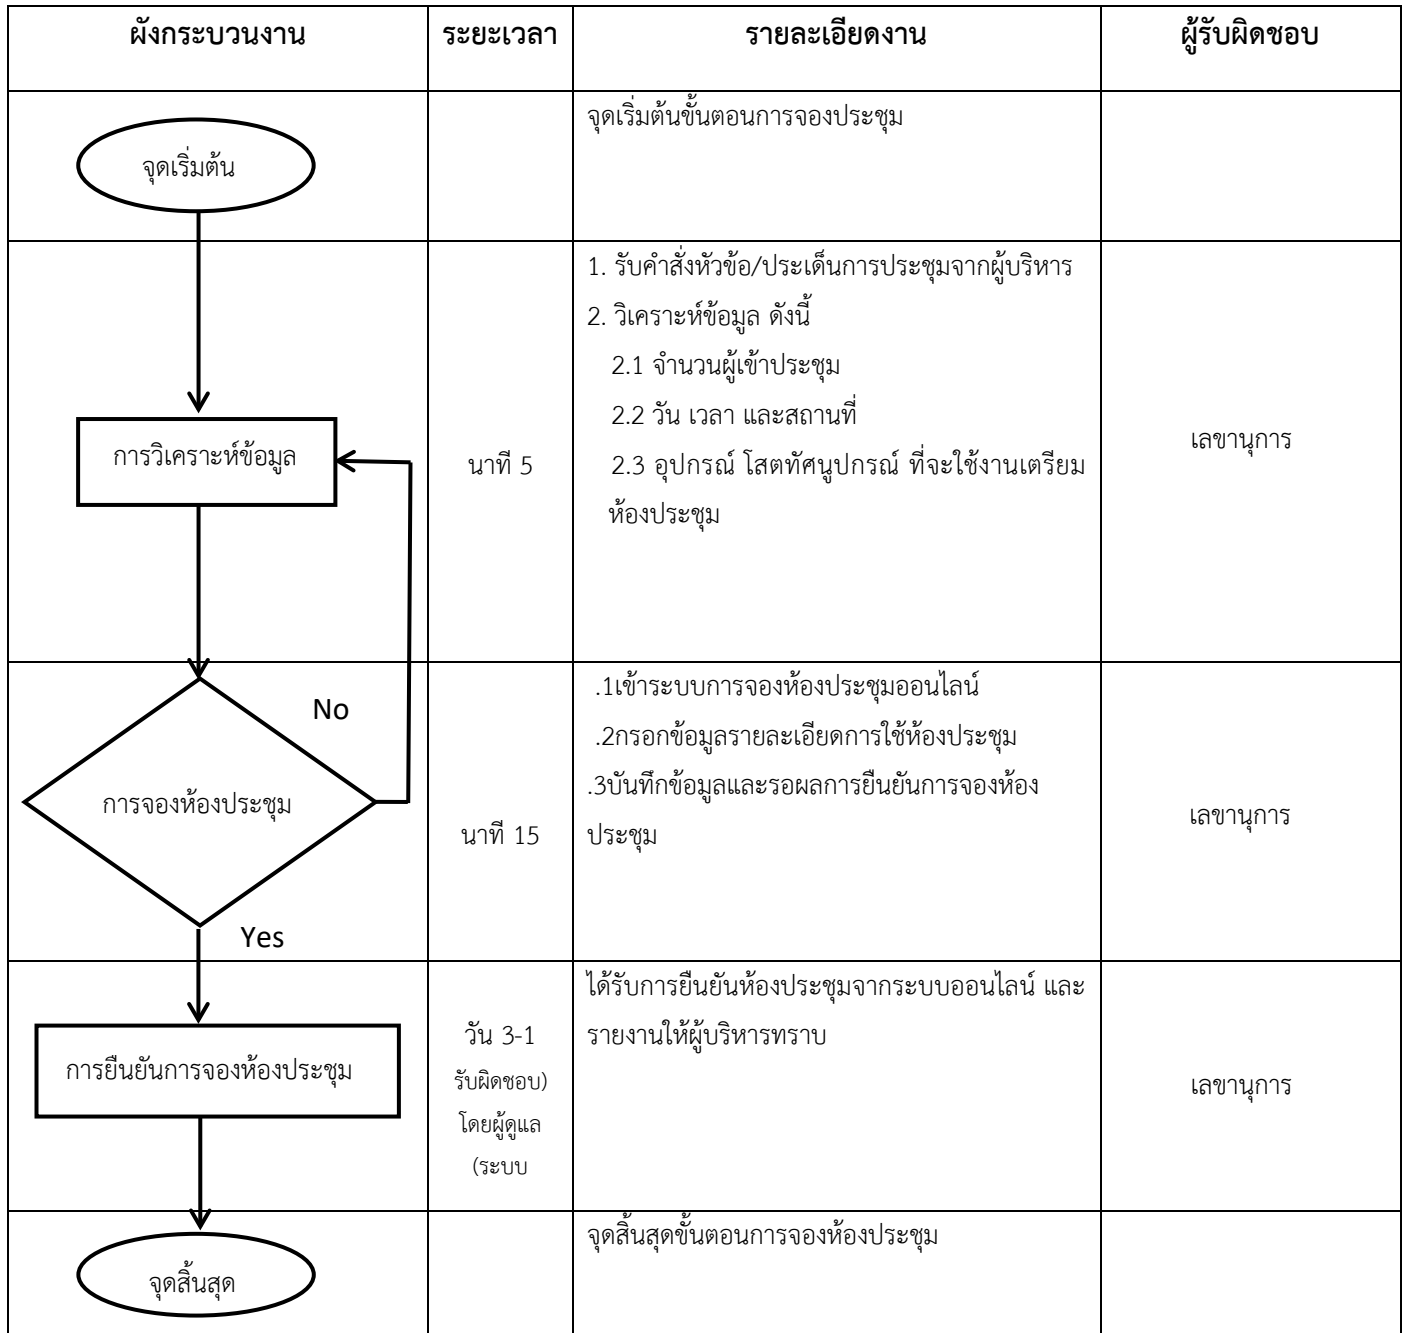 ผังกระบวนงาน
ระยะเวลา
รายละเอียดงาน
ผู้รับผิดชอบ
จุดเริ่มต้น
จุดเริ่มต้นขั้นตอนการจองประชุม
การวิเคราะห์ข้อมูล
นาที 5
1. รับคำสั่งหัวข้อ/ประเด็นการประชุมจากผู้บริหาร
2. วิเคราะห์ข้อมูล ดังนี้
2.1 จำนวนผู้เข้าประชุม
2.2 วัน เวลา และสถานที่
2.3 อุปกรณ์ โสตทัศนูปกรณ์ ที่จะใช้งานเตรียม
ห้องประชุม
เลขานุการ
No
การจองห้องประชุม
Yes
นาที 15
.1เข้าระบบการจองห้องประชุมออนไลน์
.2กรอกข้อมูลรายละเอียดการใช้ห้องประชุม
.3บันทึกข้อมูลและรอผลการยืนยันการจองห้อง
ประชุม
เลขานุการ
การยืนยันการจองห้องประชุม
วัน 3-1
รับผิดชอบ)
โดยผู้ดูแล
(ระบบ
ได้รับการยืนยันห้องประชุมจากระบบออนไลน์ และ
รายงานให้ผู้บริหารทราบ
เลขานุการ
จุดสิ้นสุด
จุดสิ้นสุดขั้นตอนการจองห้องประชุม